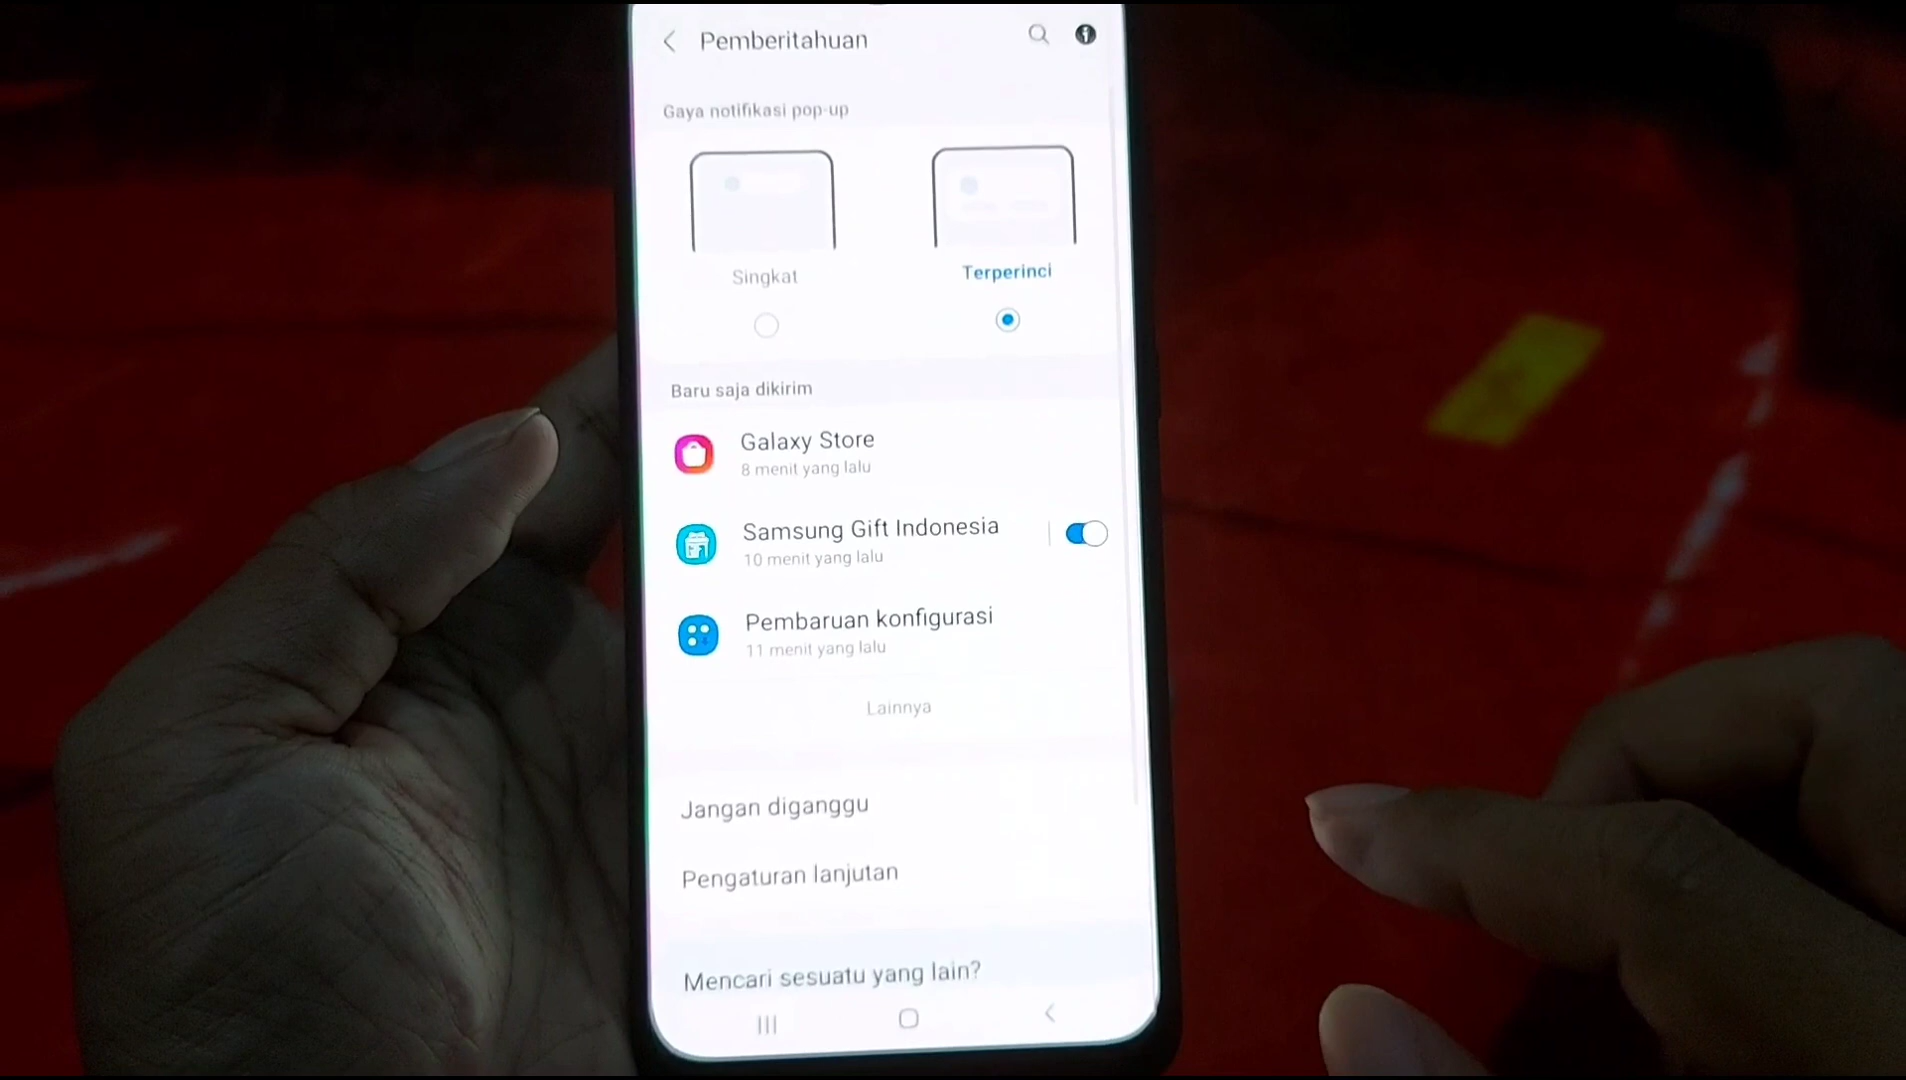 Pemberitahuan
Gaya notifikasi pop-up
Singkat
Terperinci
Baru saja dikirim
Galaxy Store
8 menit yang lalu
Samsung Gift Indonesia
10 menit yang lalu
Pembaruan konfigurasi
11 menit yang lalu
Lainnya
Jangan diganggu
Pengaturan lanjutan
Mencari sesuatu yang lain?